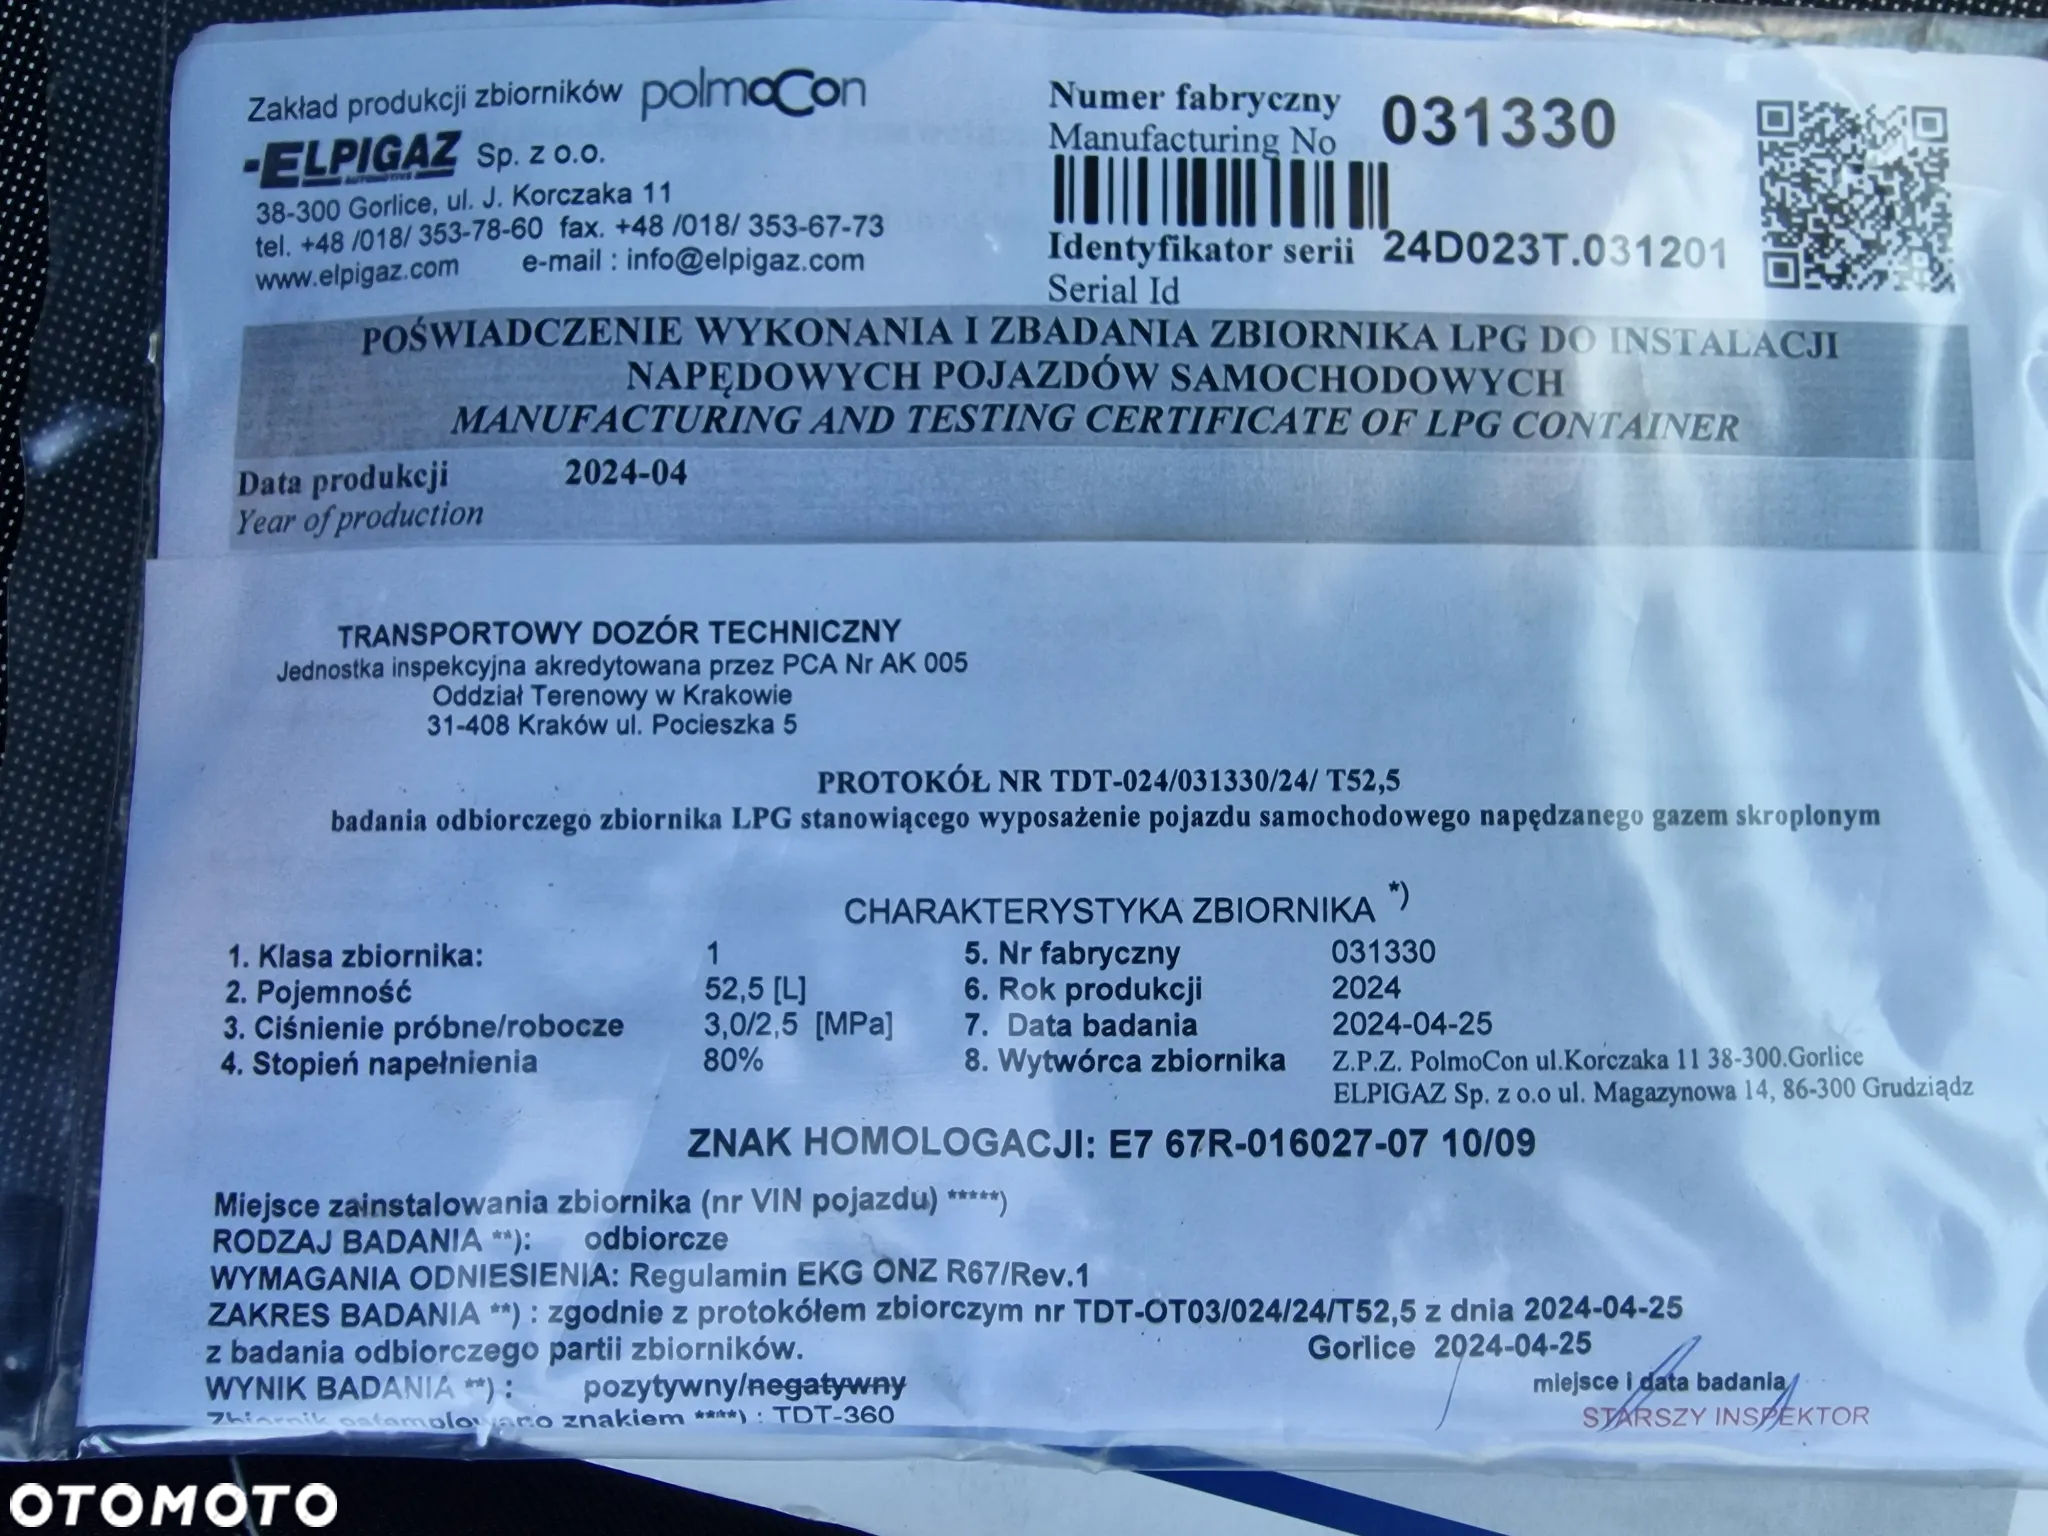 Zakład produkcji zbiorników polmoCon
ELPIGAZ Sp. z o.o.
AUTOMOTIVE
38-300 Gorlice, ul. J. Korczaka 11
tel. +48 /018/ 353-78-60 fax. +48 /018/ 353-67-73
www.elpigaz.com e-mail : info@elpigaz.com
Numer fabryczny 031330
Manufacturing No
Identyfikator serii 24D023T.031201
Serial Id
POŚWIADCZENIE WYKONANIA I ZBADANIA ZBIORNIKA LPG DO INSTALACJI
NAPĘDOWYCH POJAZDÓW SAMOCHODOWYCH
MANUFACTURING AND TESTING CERTIFICATE OF LPG CONTAINER
Data produkcji 2024-04
Year of production
TRANSPORTOWY DOZÓR TECHNICZNY
Jednostka inspekcyjna akredytowana przez PCA Nr AK 005
Oddział Terenowy w Krakowie
31-408 Kraków ul. Pocieszka 5
PROTOKÓŁ NR TDT-024/031330/24/ T52,5
badania odbiorczego zbiornika LPG stanowiącego wyposażenie pojazdu samochodowego napędzanego gazem skroplonym
CHARAKTERYSTYKA ZBIORNIKA *)
1. Klasa zbiornika: 1 5. Nr fabryczny 031330
2. Pojemność 52,5 [L] 6. Rok produkcji 2024
3. Ciśnienie próbne/robocze 3,0/2,5 [MPa] 7. Data badania 2024-04-25
4. Stopień napełnienia 80% 8. Wytwórca zbiornika Z.P.Z. PolmoCon ul.Korczaka 11 38-300.Gorlice
ELPIGAZ Sp. z o.o ul. Magazynowa 14, 86-300 Grudziądz
ZNAK HOMOLOGACJI: E7 67R-016027-07 10/09
Miejsce zainstalowania zbiornika (nr VIN pojazdu) *****)
RODZAJ BADANIA **): odbiorcze
WYMAGANIA ODNIESIENIA: Regulamin EKG ONZ R67/Rev.1
ZAKRES BADANIA **) : zgodnie z protokółem zbiorczym nr TDT-OT03/024/24/T52,5 z dnia 2024-04-25
z badania odbiorczego partii zbiorników. Gorlice 2024-04-25
WYNIK BADANIA **) : pozytywny/negatywny miejsce i data badania
Zbiornik ostemplowano znakiem ****) : TDT-360 STARSZY INSPEKTOR
OTOMOTO